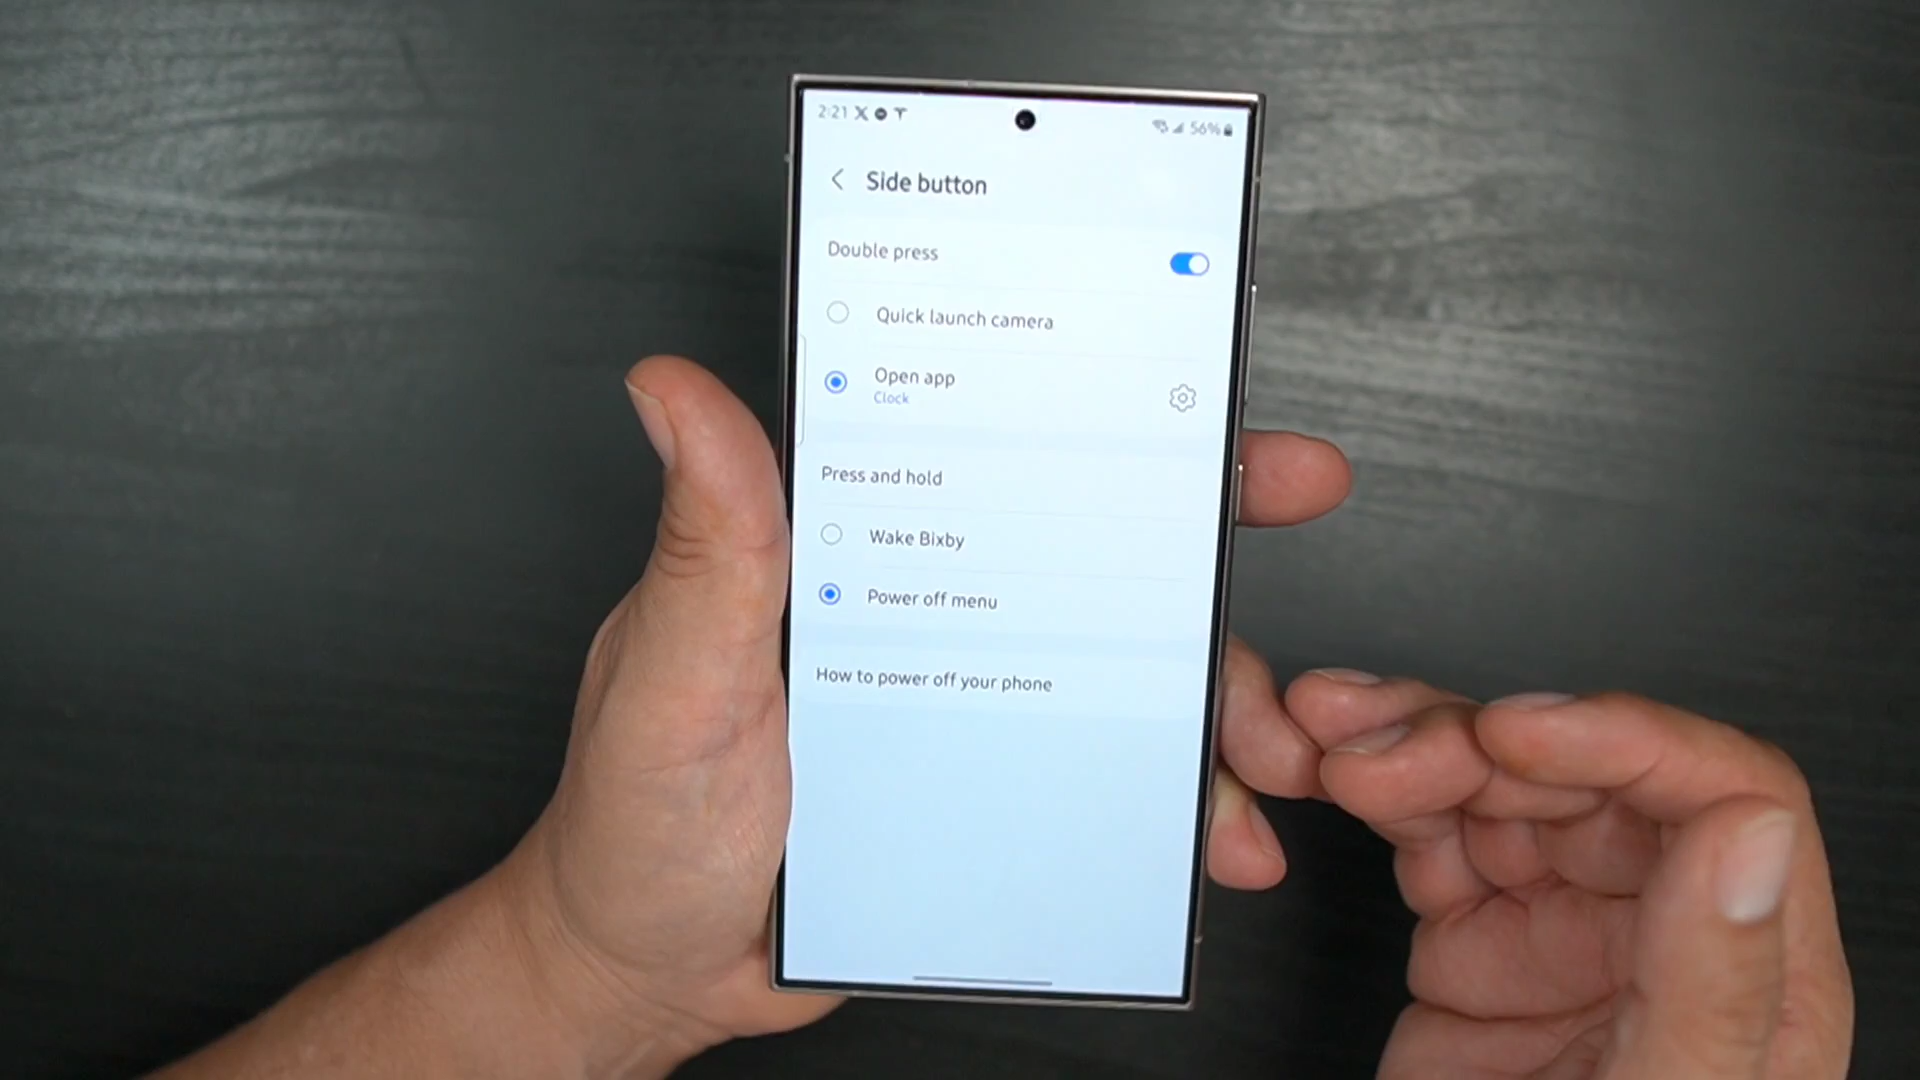 2:21
56%
Side button
Double press
Quick launch camera
Open app
Clock
Press and hold
Wake Bixby
Power off menu
How to power off your phone